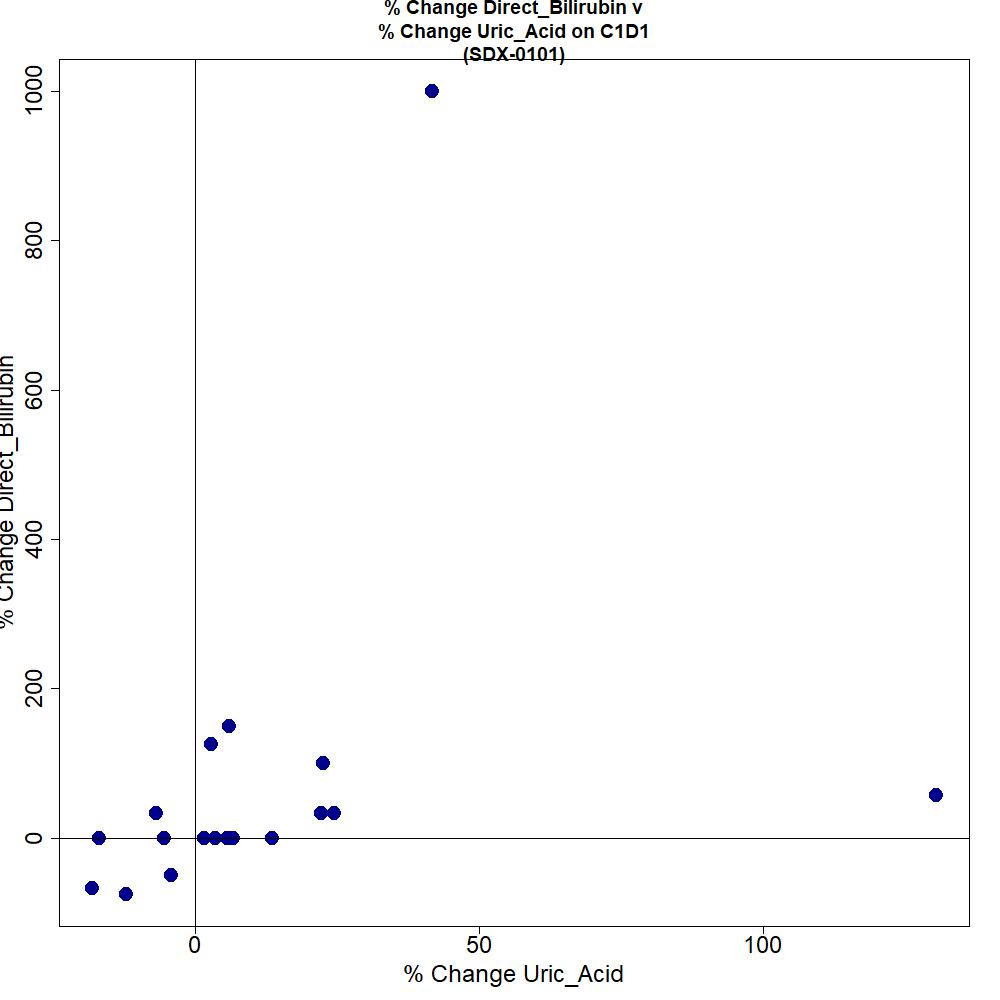 % Change Direct_Bilirubin v
% Change Uric_Acid on C1D1
(SDX-0101)
1000
800
600
400
200
0
% Change Direct_Bilirubin
0 50 100
% Change Uric_Acid